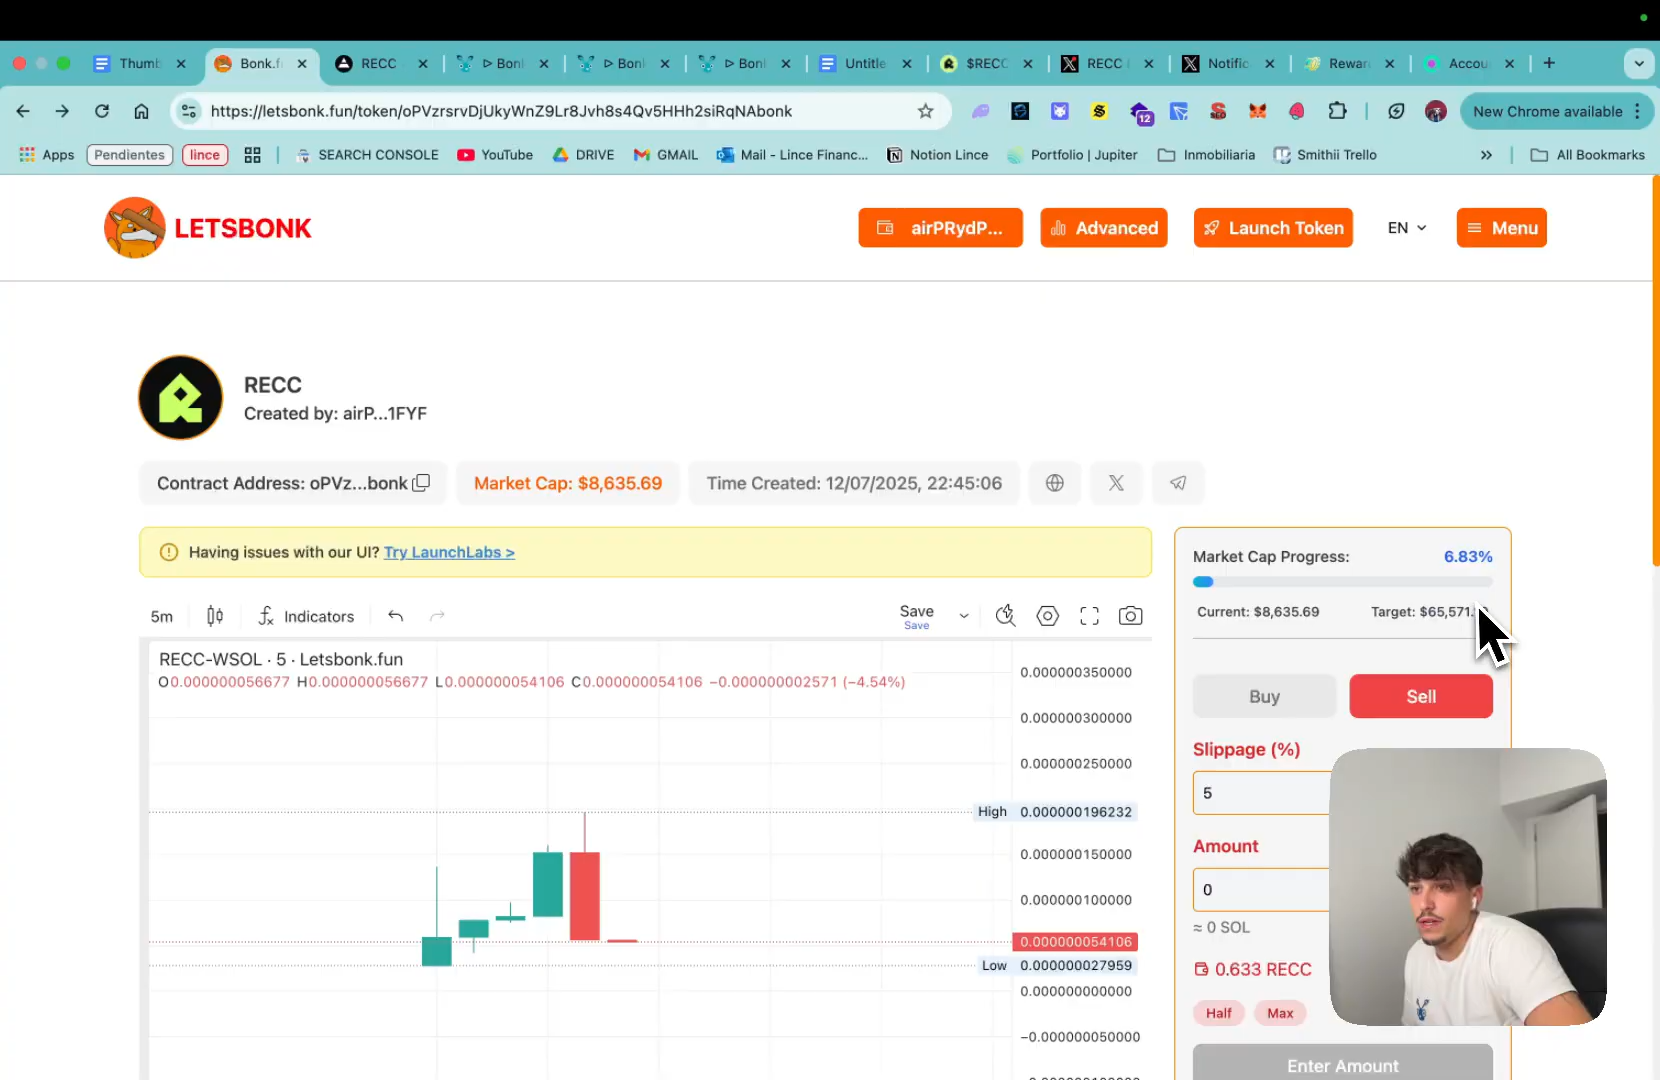 Thumb
Bonk.f
RECC
Bonk
Bonk
Bonk
Untitle
$RECC
RECC
Notific
Rewar
Accou
https://letsbonk.fun/token/oPVzrsrvDjUkyWnZ9Lr8Jvh8s4Qv5HHh2siRqNAbonk
12
New Chrome available
Apps
Pendientes
lince
SEARCH CONSOLE
YouTube
DRIVE
GMAIL
Mail - Lince Financ...
Notion Lince
Portfolio | Jupiter
Inmobiliaria
Smithii Trello
»
All Bookmarks
LETSBONK
airPRydP...
Advanced
Launch Token
EN
Menu
RECC
Created by: airP...1FYF
Contract Address: oPVz...bonk
Market Cap: $8,635.69
Time Created: 12/07/2025, 22:45:06
Having issues with our UI? Try LaunchLabs >
Market Cap Progress:
6.83%
Current: $8,635.69
Target: $65,571.
5m
Indicators
Save
Save
RECC-WSOL · 5 · Letsbonk.fun
O0.000000056677 H0.000000056677 L0.000000054106 C0.000000054106 −0.000000002571 (−4.54%)
0.000000350000
0.000000300000
0.000000250000
High 0.000000196232
0.000000150000
0.000000100000
0.000000054106
Low 0.000000027959
0.000000000000
−0.000000050000
Buy
Sell
Slippage (%)
5
Amount
0
≈ 0 SOL
0.633 RECC
Half
Max
Enter Amount